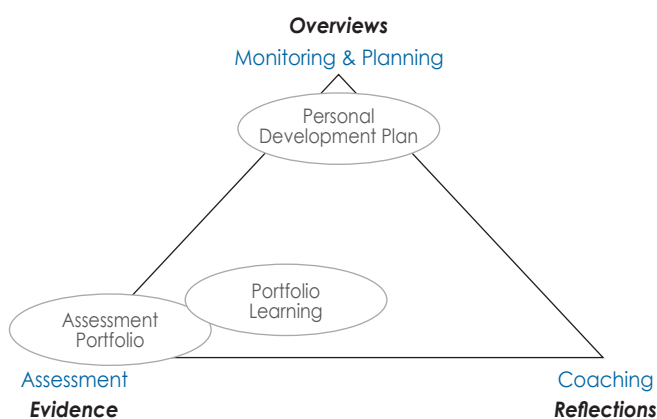 Overviews
Monitoring & Planning
Personal
Development Plan
Portfolio
Learning
Assessment
Portfolio
Assessment
Evidence
Coaching
Reflections